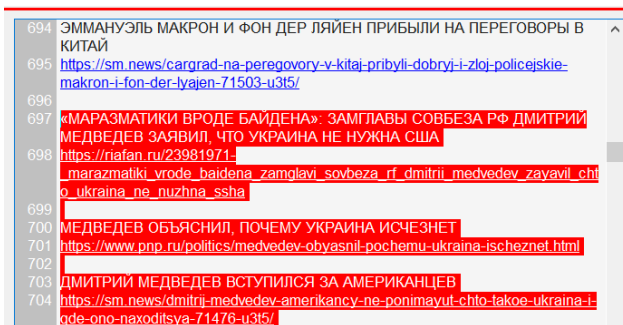 694 ЭММАНУЭЛЬ МАКРОН И ФОН ДЕР ЛЯЙЕН ПРИБЫЛИ НА ПЕРЕГОВОРЫ В
КИТАЙ
695 https://sm.news/cargrad-na-peregovory-v-kitaj-pribyli-dobryj-i-zloj-policejskie-
makron-i-fon-der-lyajen-71503-u3t5/
696
697 «МАРАЗМАТИКИ ВРОДЕ БАЙДЕНА»: ЗАМГЛАВЫ СОВБЕЗА РФ ДМИТРИЙ
МЕДВЕДЕВ ЗАЯВИЛ, ЧТО УКРАИНА НЕ НУЖНА США
698 https://riafan.ru/23981971-
_marazmatiki_vrode_baidena_zamglavi_sovbeza_rf_dmitrii_medvedev_zayavil_cht
o_ukraina_ne_nuzhna_ssha
699
700 МЕДВЕДЕВ ОБЪЯСНИЛ, ПОЧЕМУ УКРАИНА ИСЧЕЗНЕТ
701 https://www.pnp.ru/politics/medvedev-obyasnil-pochemu-ukraina-ischeznet.html
702
703 ДМИТРИЙ МЕДВЕДЕВ ВСТУПИЛСЯ ЗА АМЕРИКАНЦЕВ
704 https://sm.news/dmitrij-medvedev-amerikancy-ne-ponimayut-chto-takoe-ukraina-i-
gde-ono-naxoditsya-71476-u3t5/